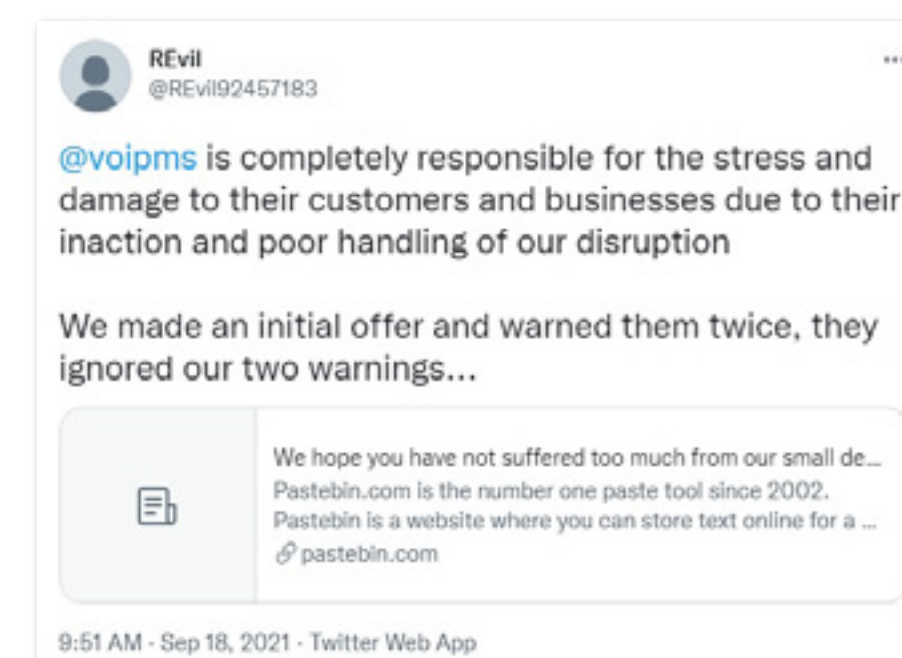 REvil
@REvil92457183
@voipms is completely responsible for the stress and
damage to their customers and businesses due to their
inaction and poor handling of our disruption
We made an initial offer and warned them twice, they
ignored our two warnings...
We hope you have not suffered too much from our small de...
Pastebin.com is the number one paste tool since 2002.
Pastebin is a website where you can store text online for a ...
pastebin.com
9:51 AM · Sep 18, 2021 · Twitter Web App